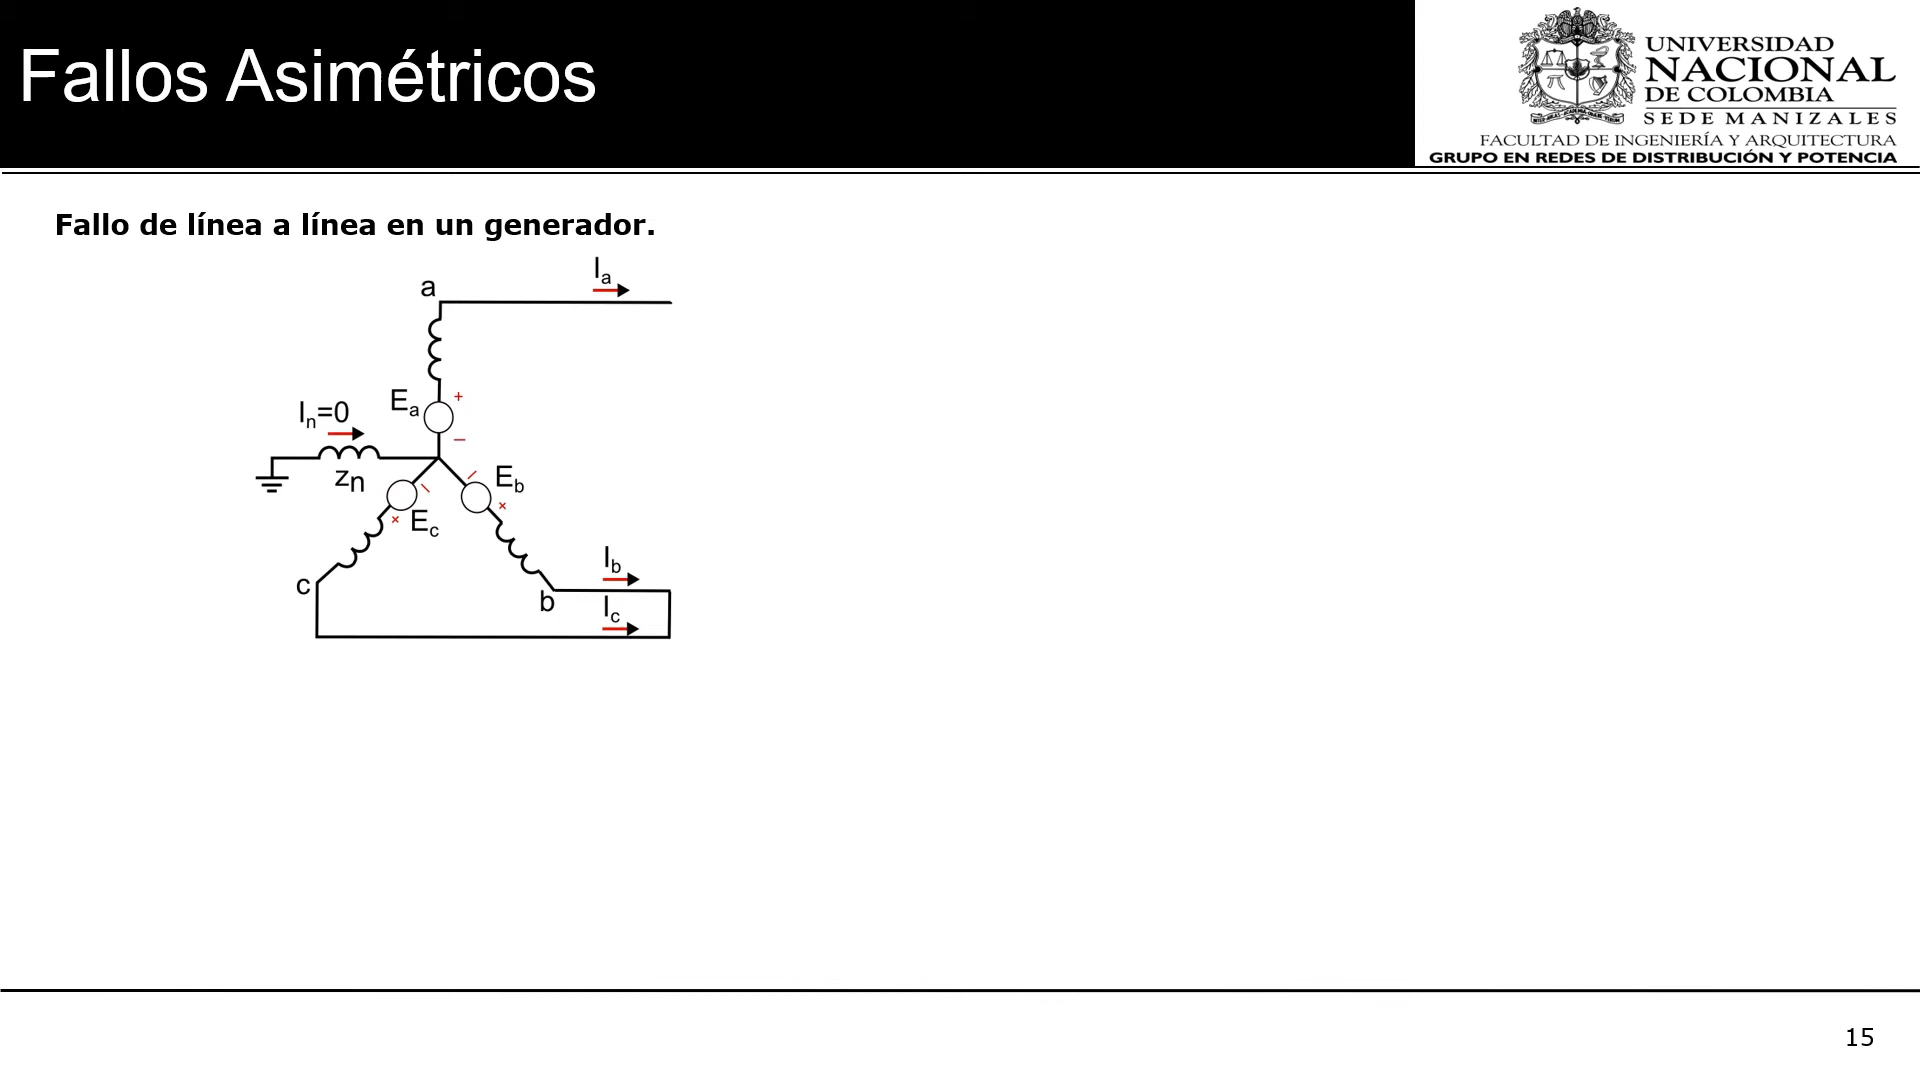 Fallos Asimétricos
UNIVERSIDAD
NACIONAL
DE COLOMBIA
SEDE MANIZALES
FACULTAD DE INGENIERÍA Y ARQUITECTURA
GRUPO EN REDES DE DISTRIBUCIÓN Y POTENCIA
Fallo de línea a línea en un generador.
Ia
a
Ea
+
–
In=0
zn
Eb
–
+
Ec
–
+
Ib
c
b
Ic
15